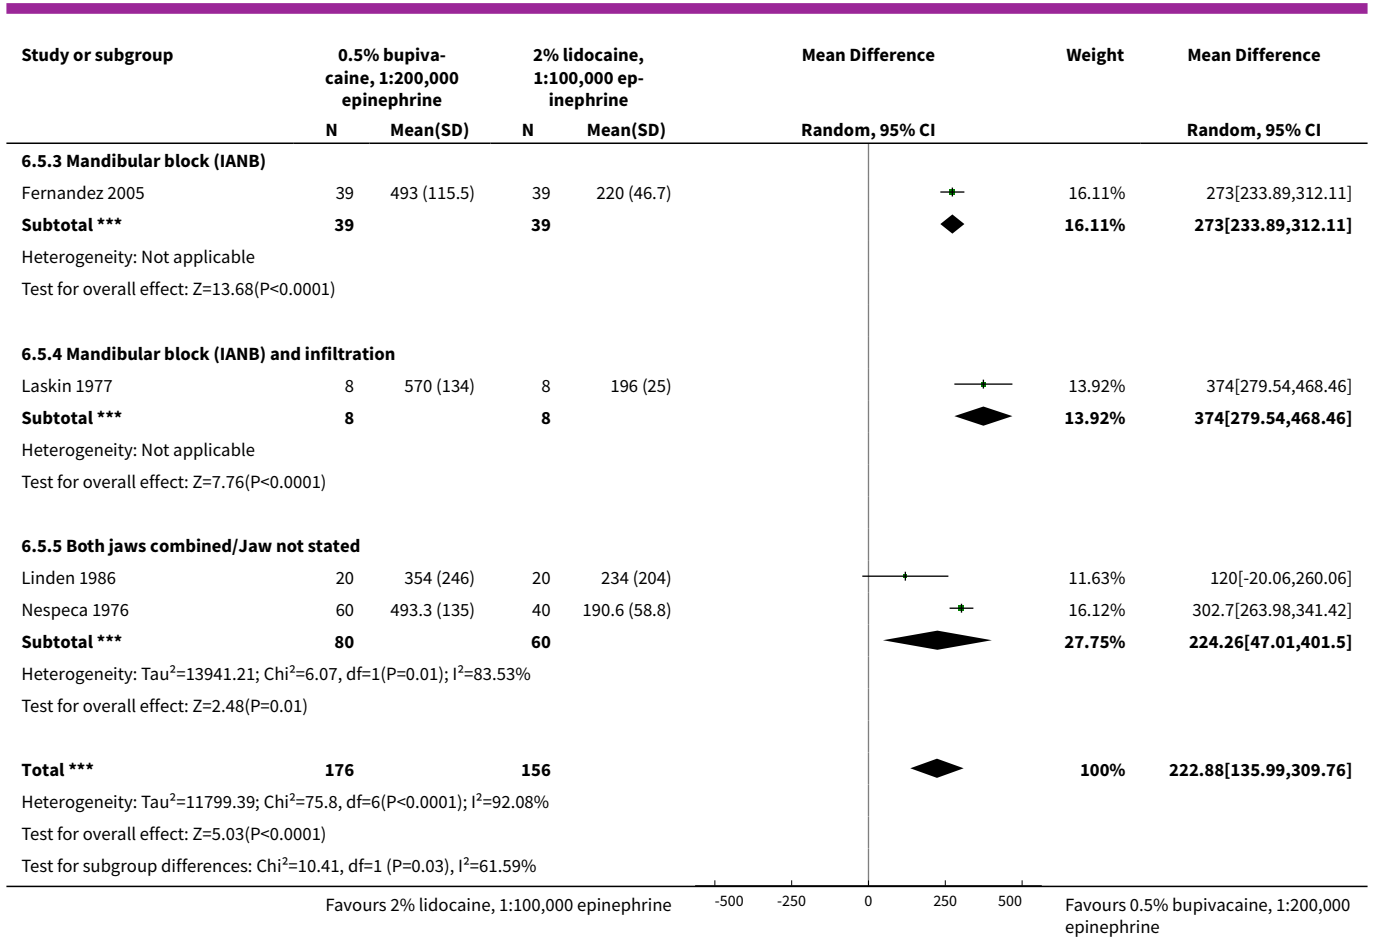 Study or subgroup 0.5% bupiva- 2% lidocaine, Mean Difference Weight Mean Difference
caine, 1:200,000 1:100,000 ep-
epinephrine inephrine
N Mean(SD) N Mean(SD) Random, 95% CI Random, 95% CI
6.5.3 Mandibular block (IANB)
Fernandez 2005 39 493 (115.5) 39 220 (46.7) 16.11% 273[233.89,312.11]
Subtotal *** 39 39 16.11% 273[233.89,312.11]
Heterogeneity: Not applicable
Test for overall effect: Z=13.68(P<0.0001)
6.5.4 Mandibular block (IANB) and infiltration
Laskin 1977 8 570 (134) 8 196 (25) 13.92% 374[279.54,468.46]
Subtotal *** 8 8 13.92% 374[279.54,468.46]
Heterogeneity: Not applicable
Test for overall effect: Z=7.76(P<0.0001)
6.5.5 Both jaws combined/Jaw not stated
Linden 1986 20 354 (246) 20 234 (204) 11.63% 120[-20.06,260.06]
Nespeca 1976 60 493.3 (135) 40 190.6 (58.8) 16.12% 302.7[263.98,341.42]
Subtotal *** 80 60 27.75% 224.26[47.01,401.5]
Heterogeneity: Tau²=13941.21; Chi²=6.07, df=1(P=0.01); I²=83.53%
Test for overall effect: Z=2.48(P=0.01)
Total *** 176 156 100% 222.88[135.99,309.76]
Heterogeneity: Tau²=11799.39; Chi²=75.8, df=6(P<0.0001); I²=92.08%
Test for overall effect: Z=5.03(P<0.0001)
Test for subgroup differences: Chi²=10.41, df=1 (P=0.03), I²=61.59%
Favours 2% lidocaine, 1:100,000 epinephrine -500 -250 0 250 500 Favours 0.5% bupivacaine, 1:200,000
epinephrine